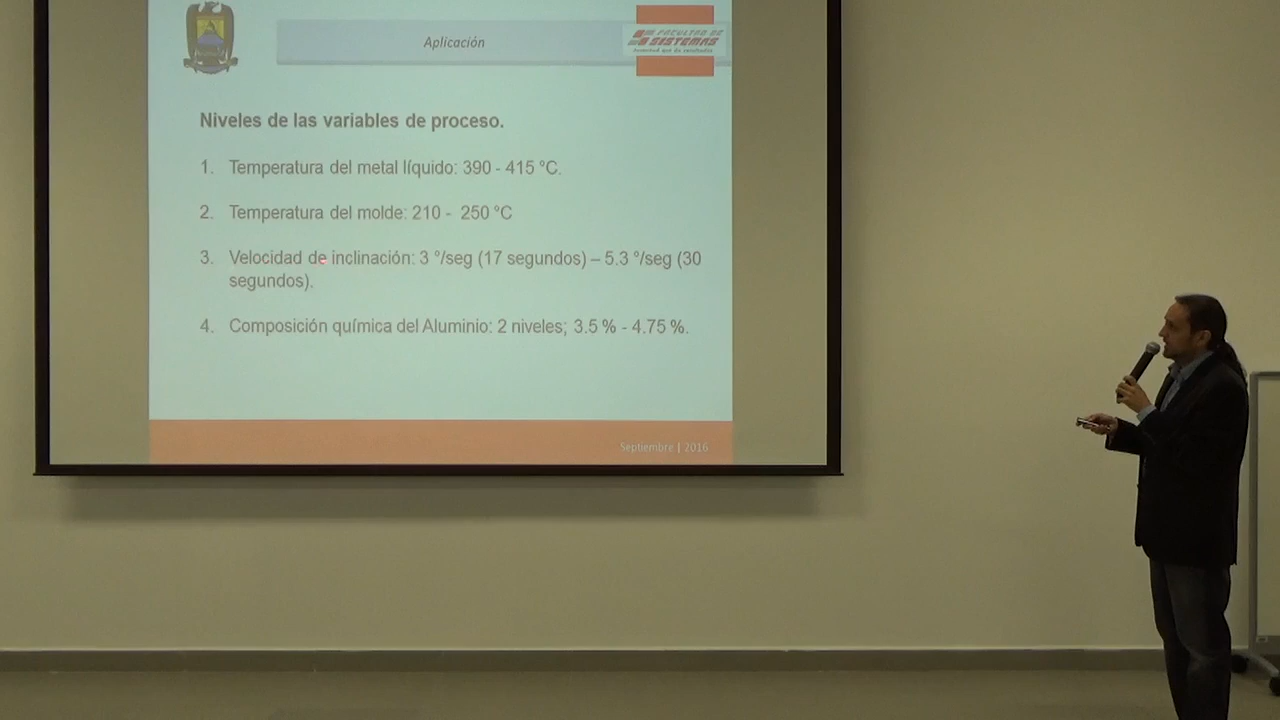 Aplicación
FACULTAD DE
SISTEMAS
Niveles de las variables de proceso.
1. Temperatura del metal líquido: 390 - 415 °C.
2. Temperatura del molde: 210 - 250 °C
3. Velocidad de inclinación: 3 °/seg (17 segundos) – 5.3 °/seg (30
segundos).
4. Composición química del Aluminio: 2 niveles; 3.5 % - 4.75 %.
Septiembre | 2016